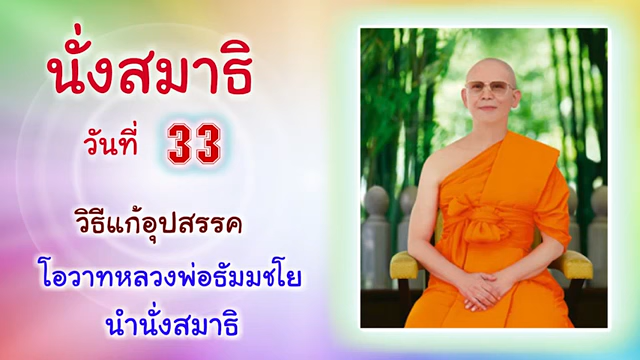 นั่งสมาธิ
วันที่ 33
วิธีแก้อุปสรรค
โอวาทหลวงพ่อธัมมชโย
นำนั่งสมาธิ